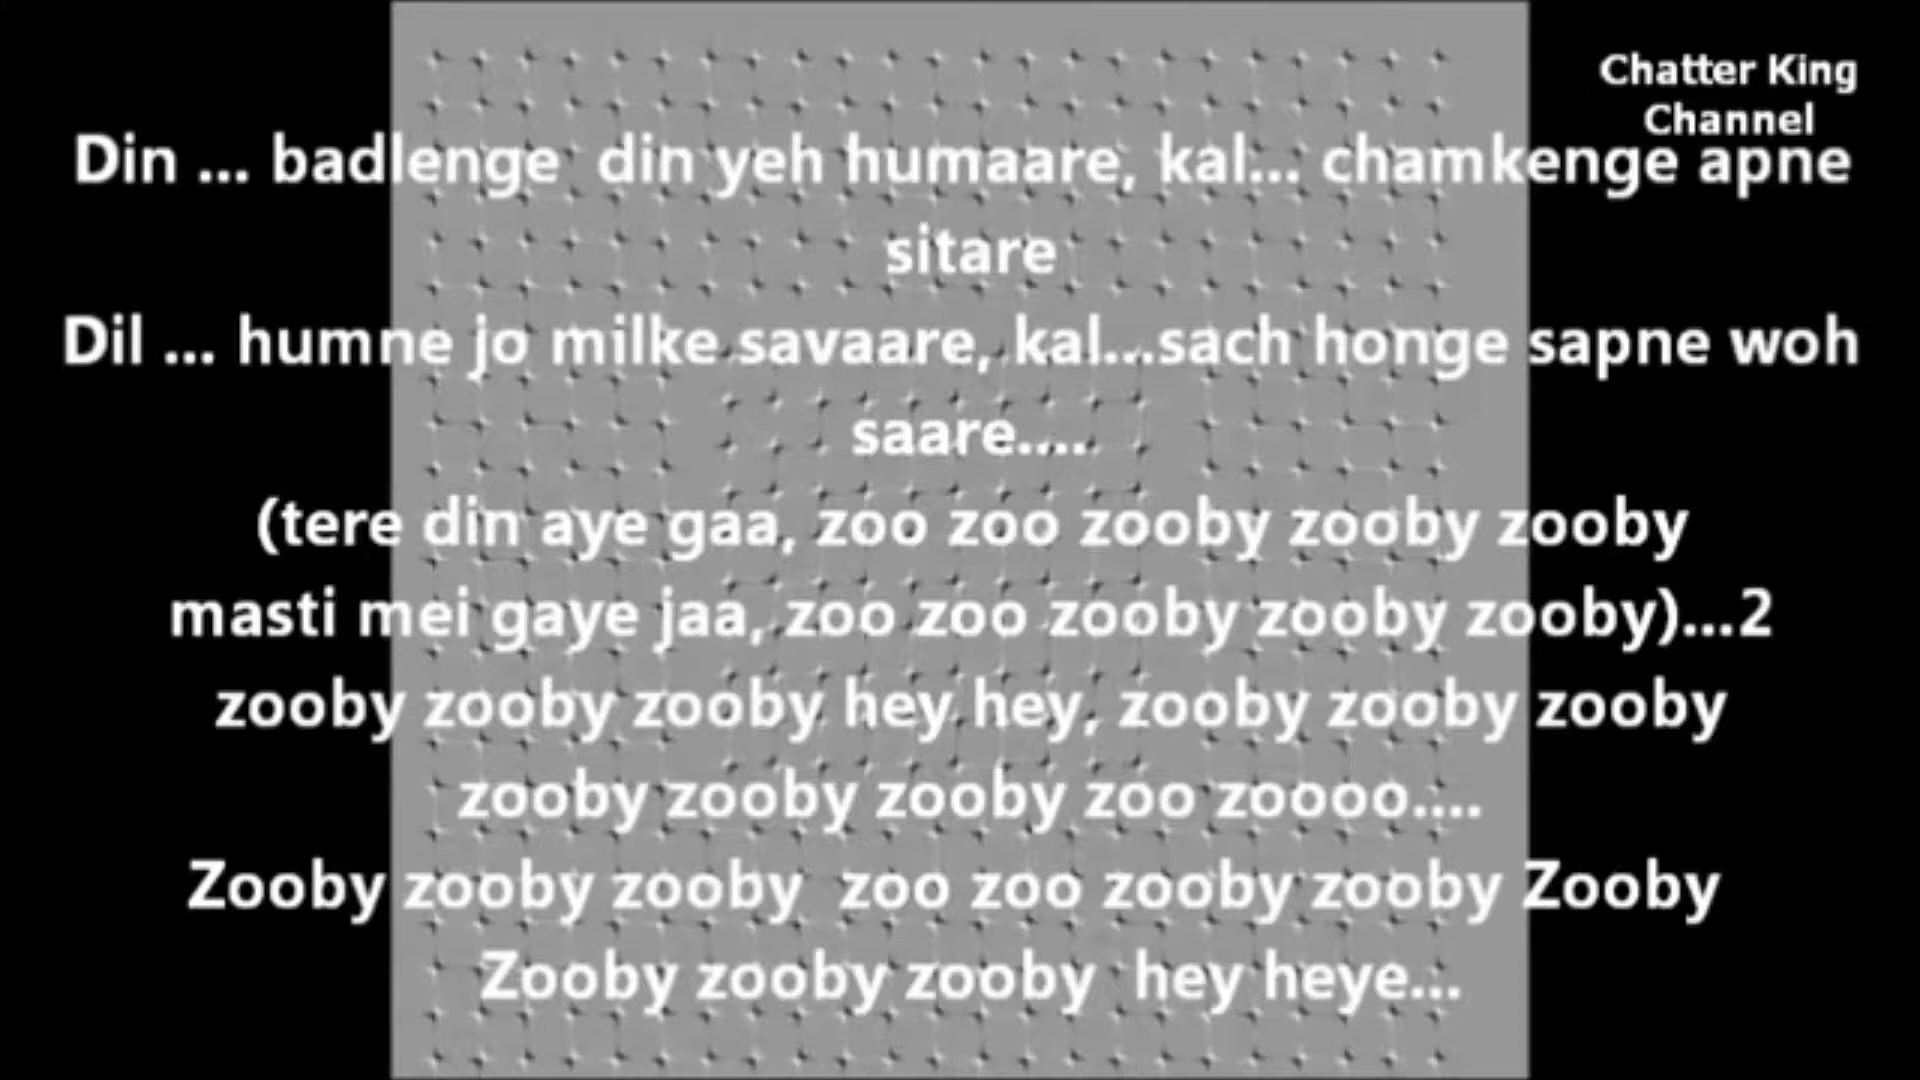 Chatter King
Channel
Din ... badlenge  din yeh humaare, kal... chamkenge apne
sitare
Dil ... humne jo milke savaare, kal...sach honge sapne woh
saare....
(tere din aye gaa, zoo zoo zooby zooby zooby
masti mei gaye jaa, zoo zoo zooby zooby zooby)...2
zooby zooby zooby hey hey, zooby zooby zooby
zooby zooby zooby zoo zoooo....
Zooby zooby zooby  zoo zoo zooby zooby Zooby
Zooby zooby zooby  hey heye...